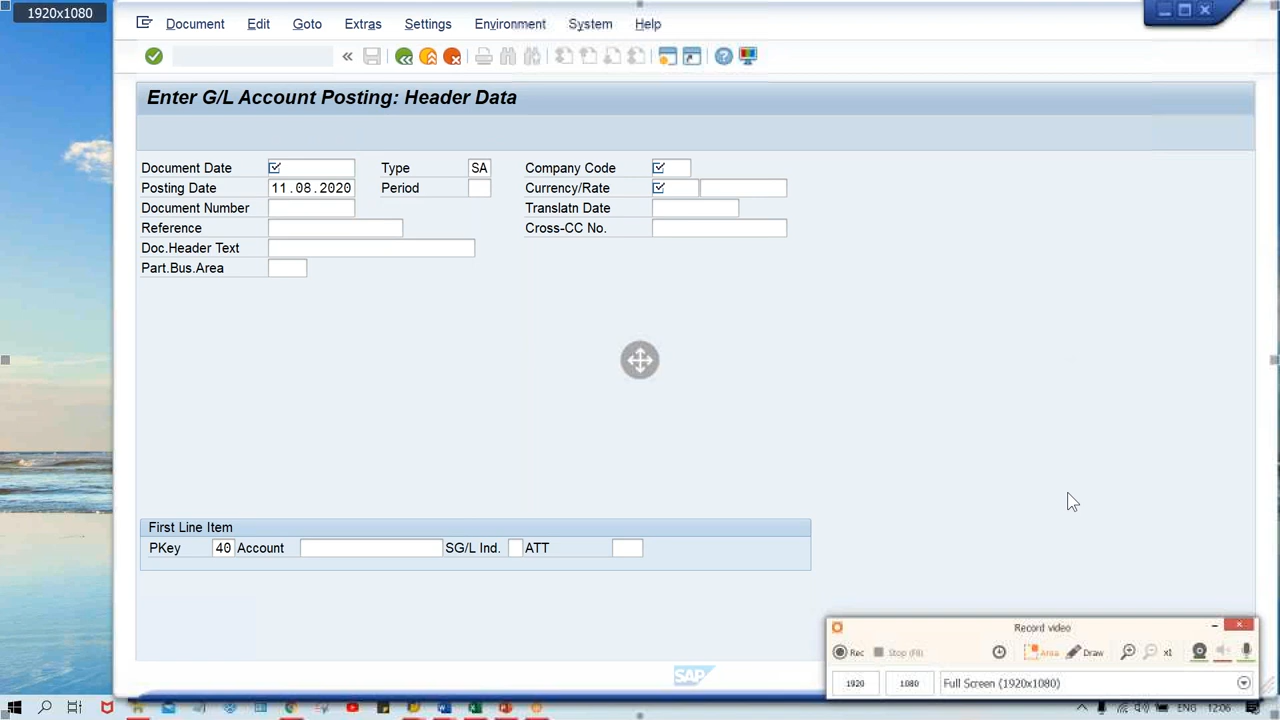 1920x1080
Document Edit Goto Extras Settings Environment System Help
Enter G/L Account Posting: Header Data
Document Date Type SA Company Code
Posting Date 11.08.2020 Period Currency/Rate
Document Number Translatn Date
Reference Cross-CC No.
Doc.Header Text
Part.Bus.Area
First Line Item
PKey 40 Account SG/L Ind. ATT
Record video
Rec Stop (F8) Area Draw x1
SAP
1920 1080 Full Screen (1920x1080)
ENG 12:06